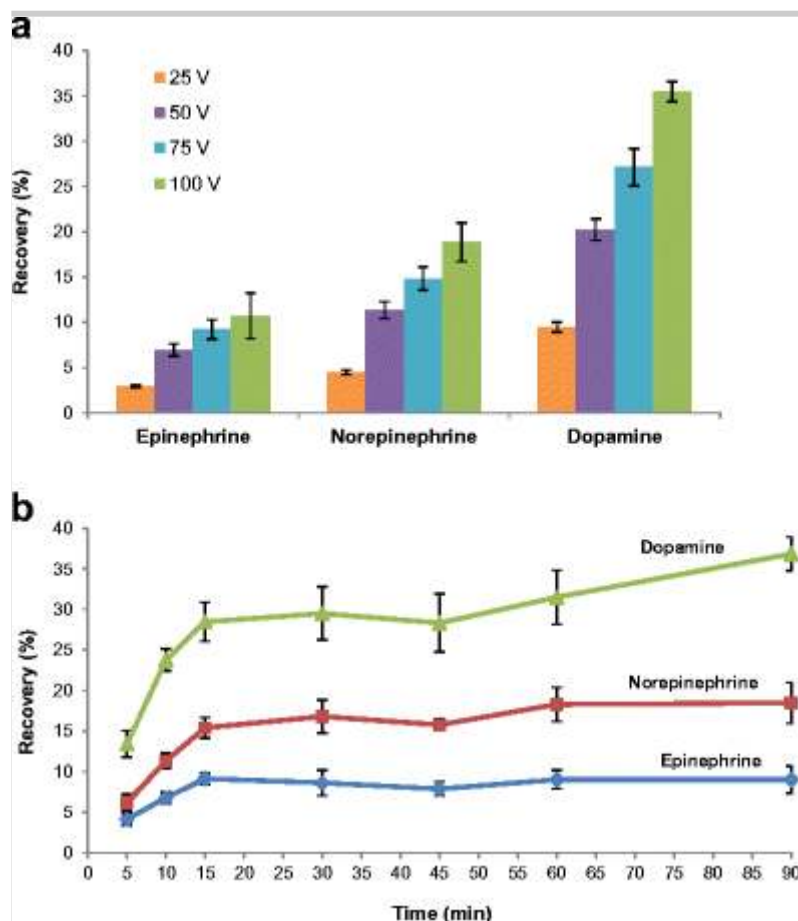 a
40
35
30
25
20
15
10
5
0
Recovery (%)
25 V
50 V
75 V
100 V
Epinephrine Norepinephrine Dopamine
b
40
35
30
25
20
15
10
5
0
Recovery (%)
Dopamine
Norepinephrine
Epinephrine
0 5 10 15 20 25 30 35 40 45 50 55 60 65 70 75 80 85 90
Time (min)